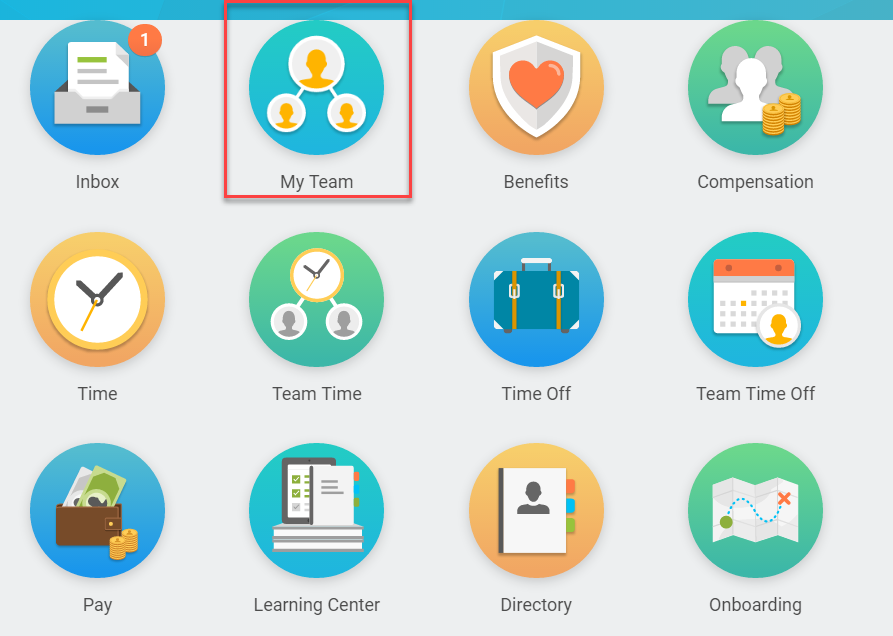 1
Inbox
My Team
Benefits
Compensation
Time
Team Time
Time Off
Team Time Off
Pay
Learning Center
Directory
Onboarding